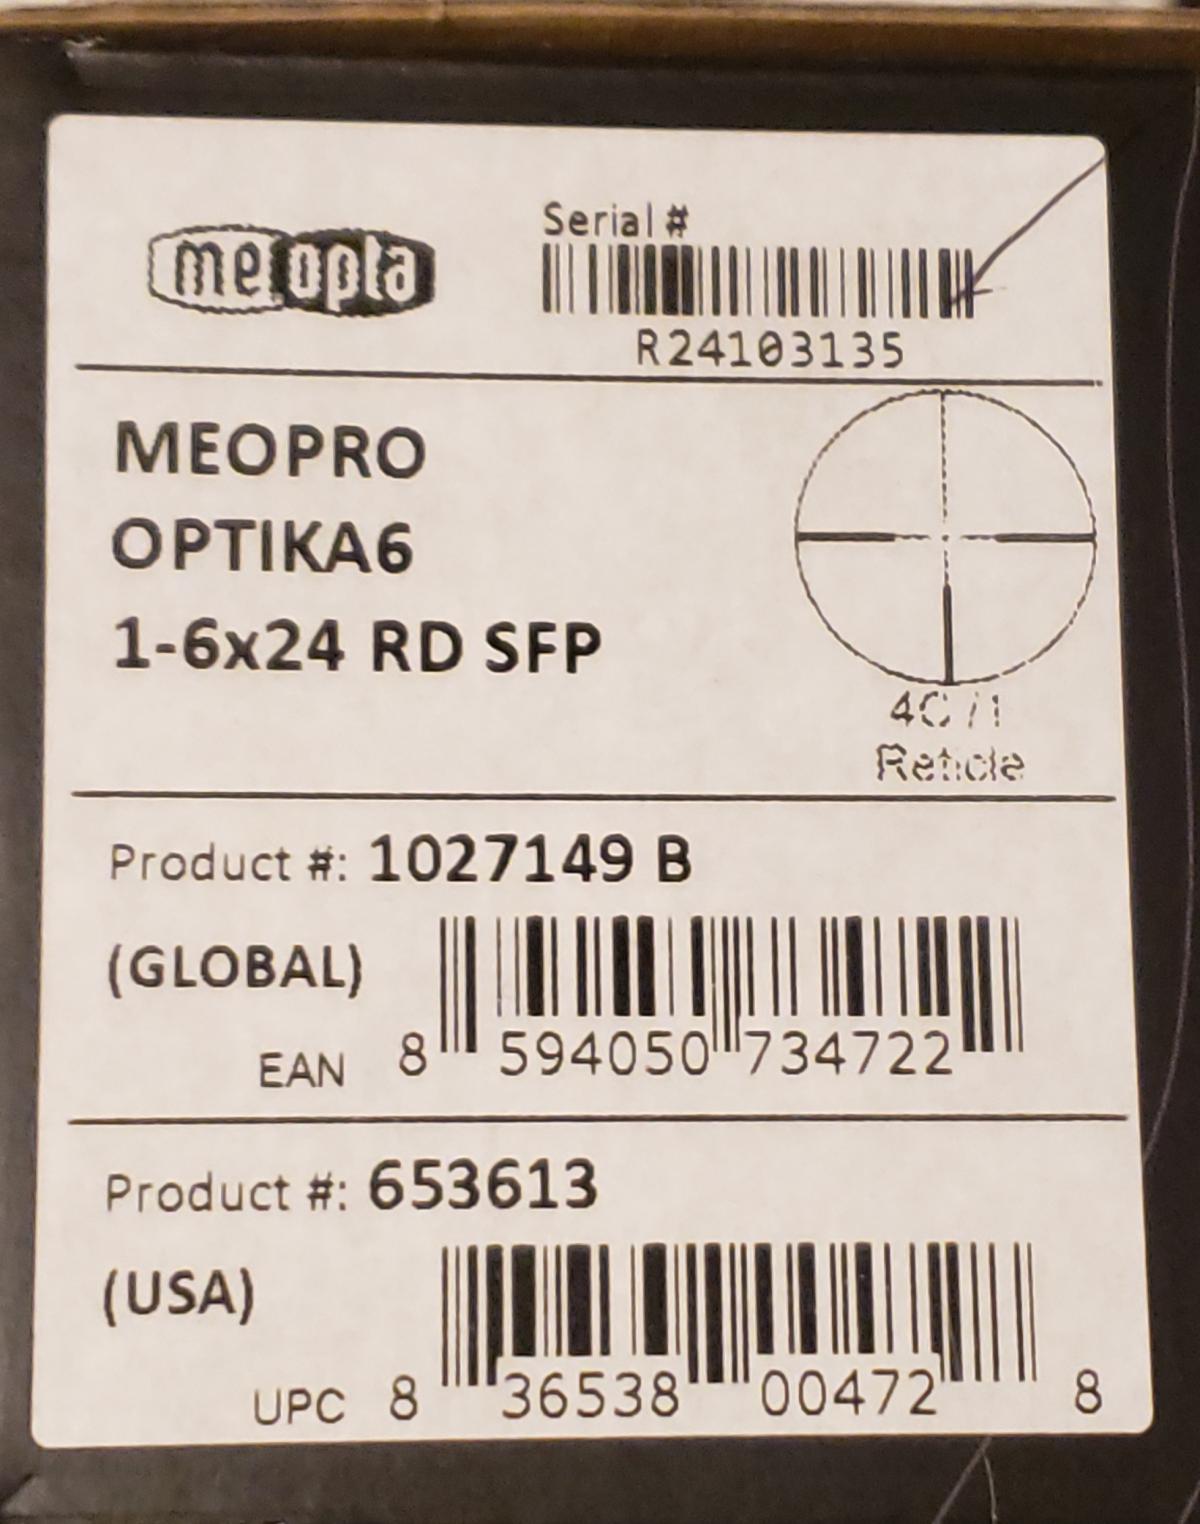 meopta
Serial #
R24103135
MEOPRO
OPTIKA6
1-6x24 RD SFP
4C / 1
Reticle
Product #: 1027149 B
(GLOBAL)
EAN 8 594050 734722
Product #: 653613
(USA)
UPC 8 36538 00472 8